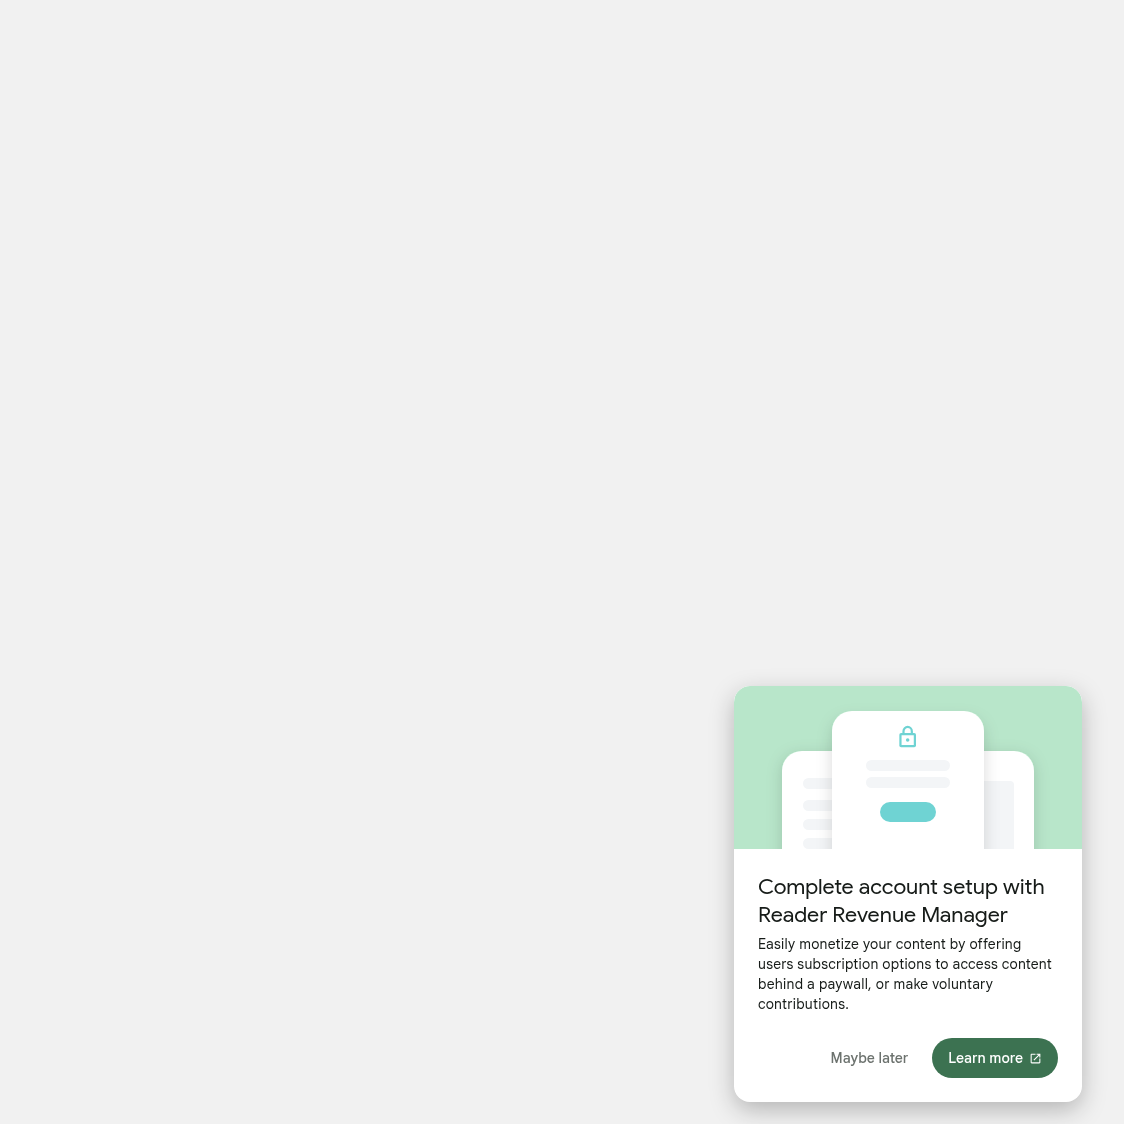 Complete account setup with
Reader Revenue Manager
Easily monetize your content by offering
users subscription options to access content
behind a paywall, or make voluntary
contributions.
Maybe later
Learn more